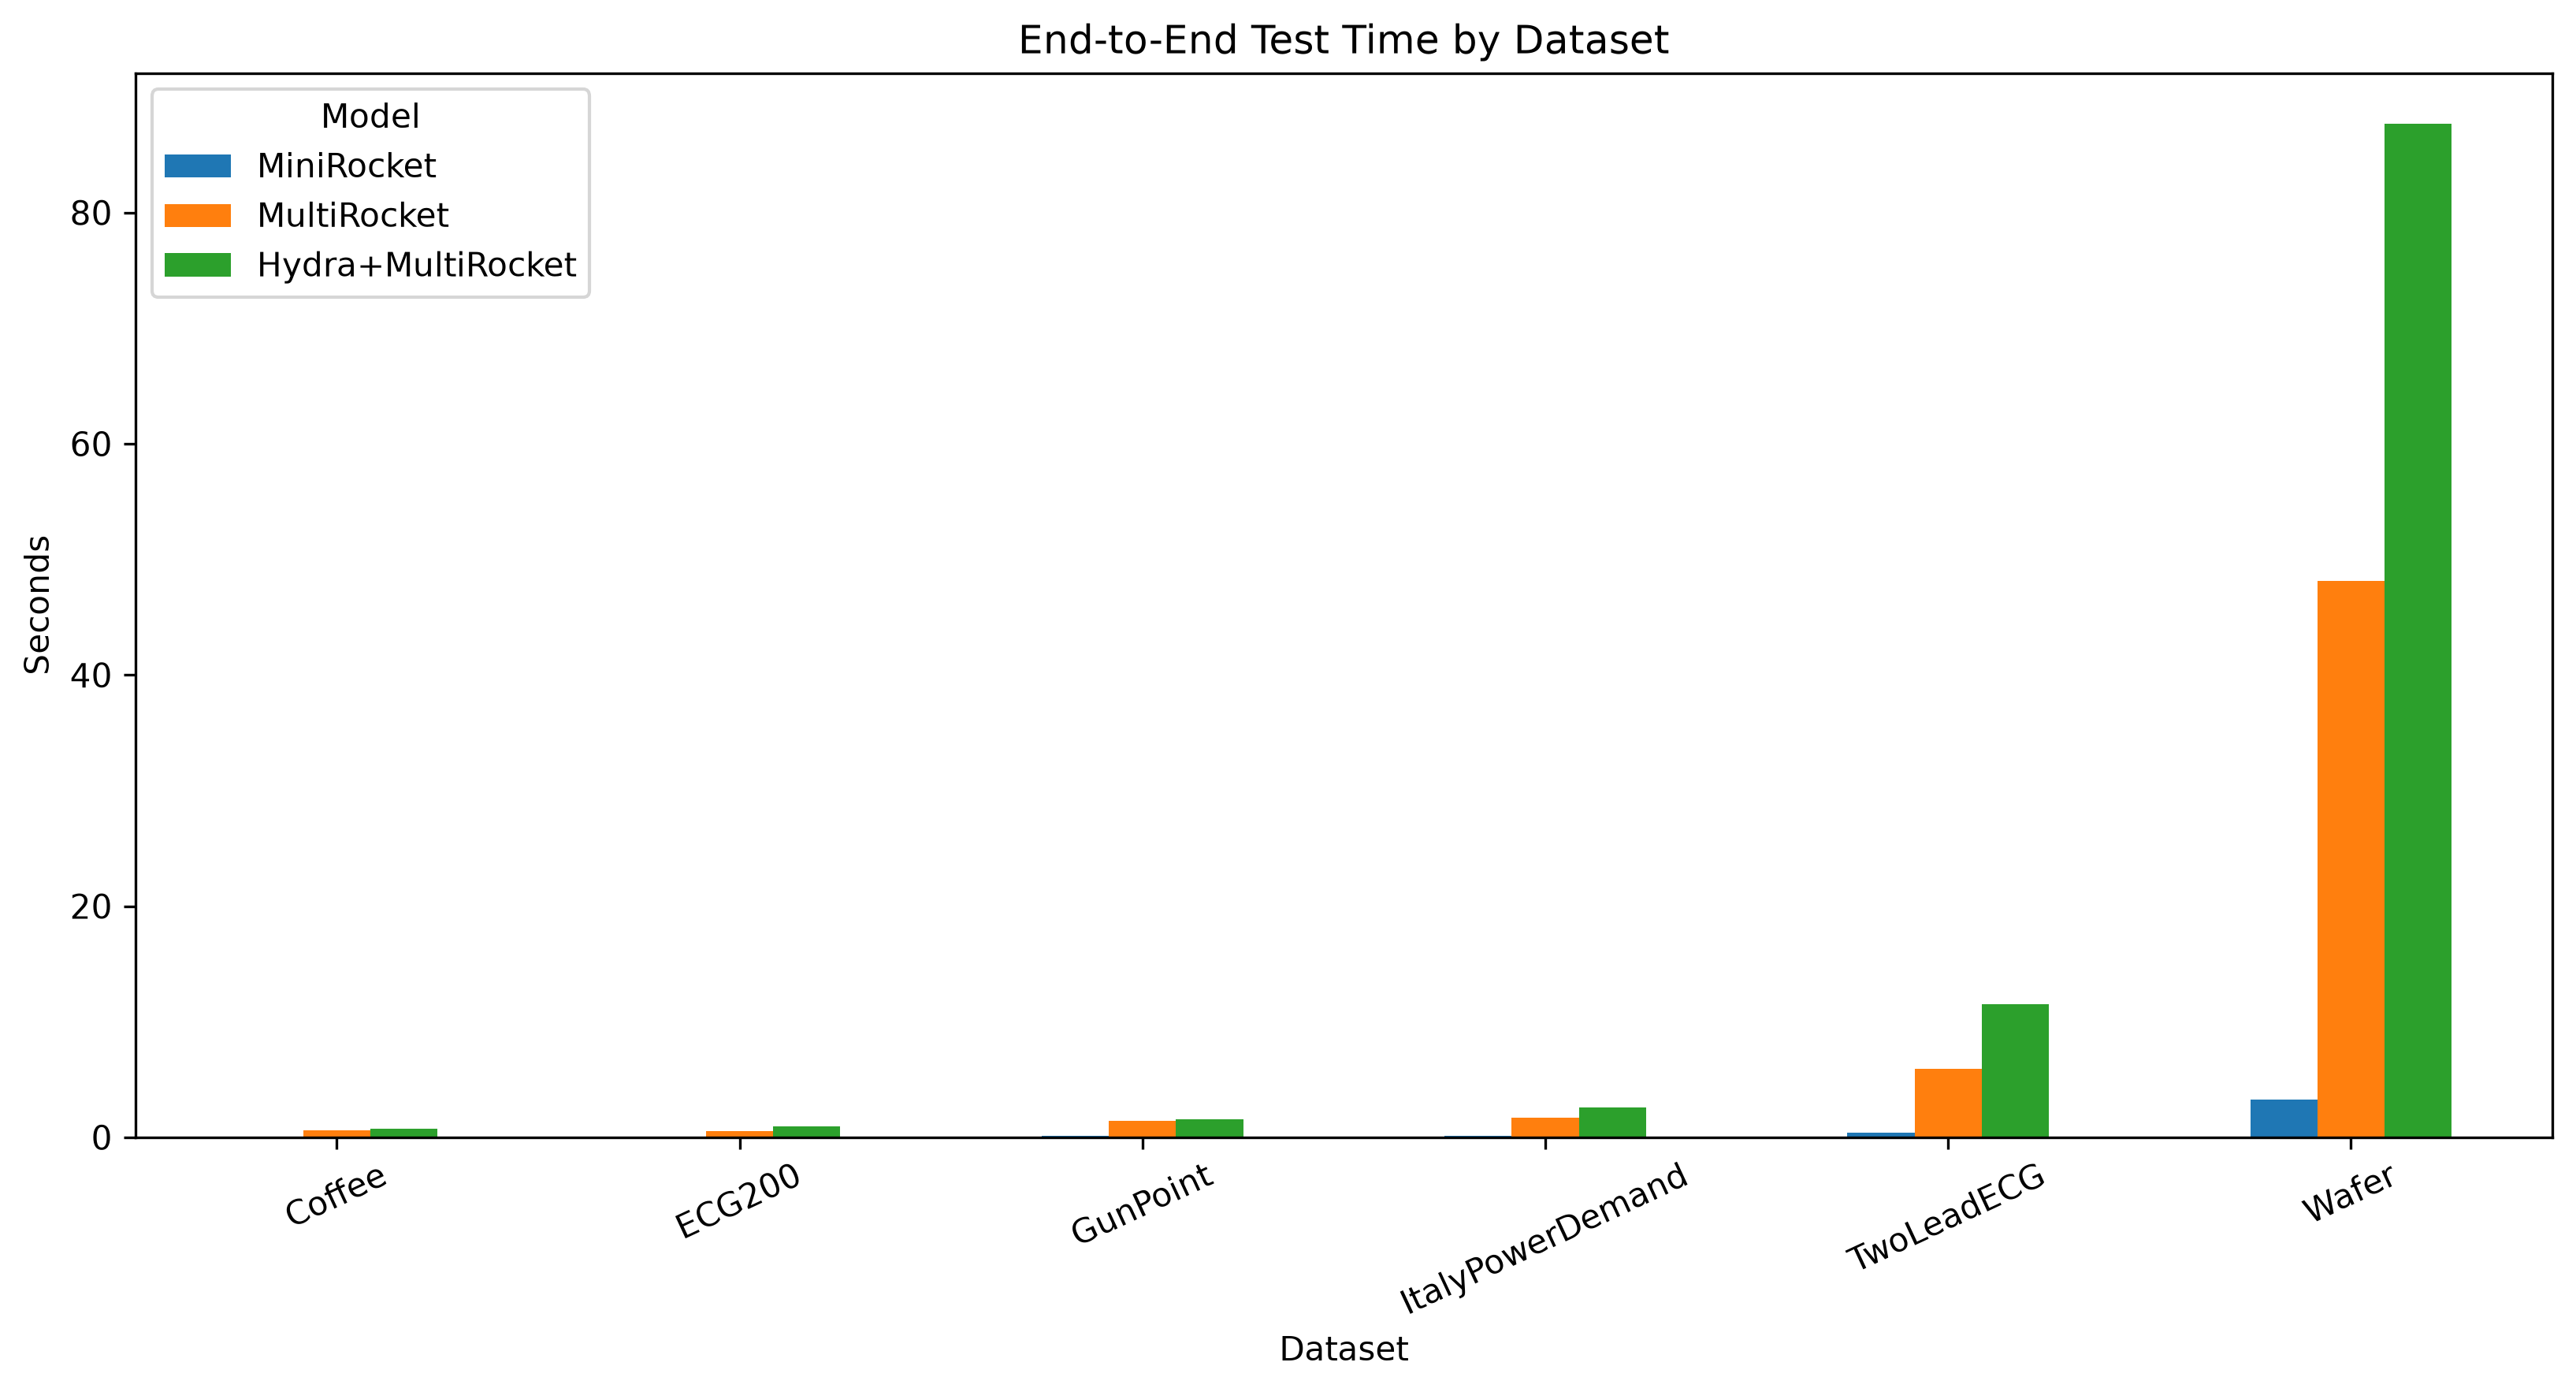 End-to-End Test Time by Dataset
Model
MiniRocket
MultiRocket
Hydra+MultiRocket
Seconds
80
60
40
20
0
Coffee
ECG200
GunPoint
ItalyPowerDemand
TwoLeadECG
Wafer
Dataset